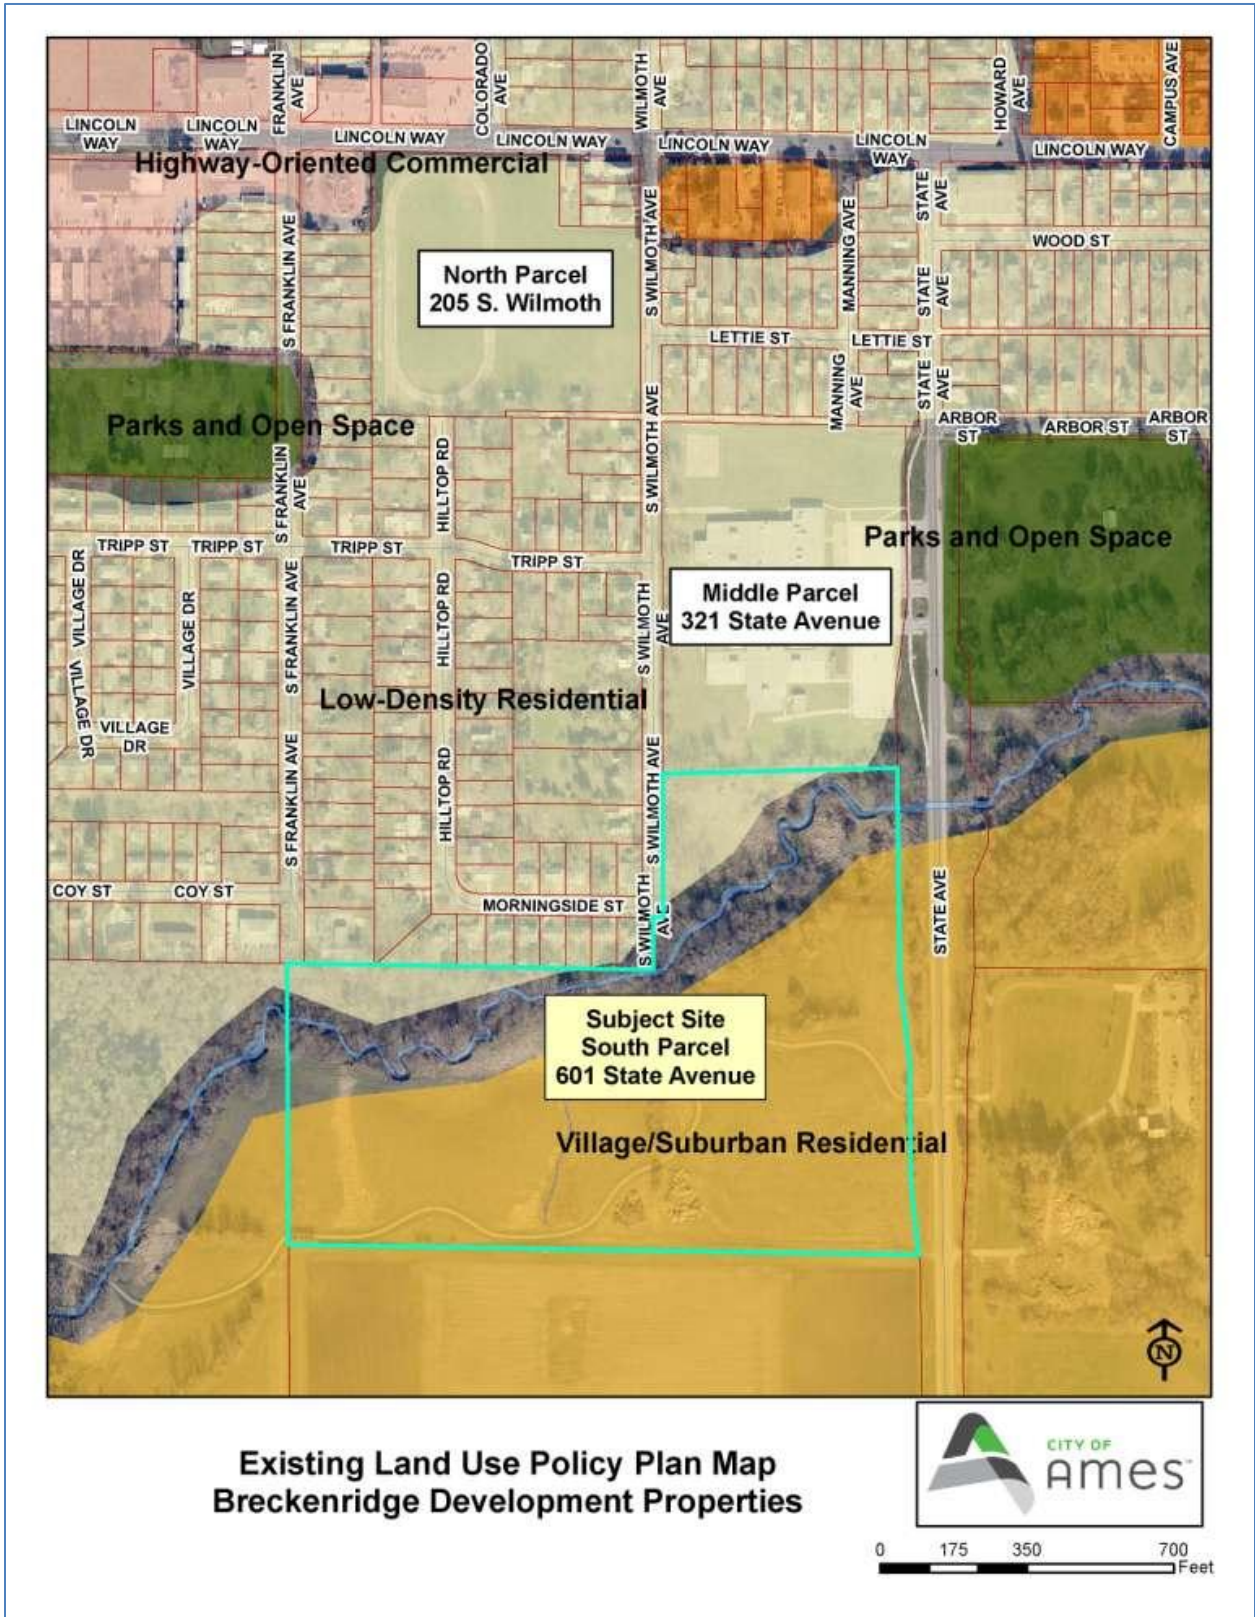 FRANKLIN
AVE
COLORADO
AVE
WILMOTH
AVE
HOWARD
AVE
CAMPUS AVE
LINCOLN
WAY
LINCOLN
WAY
LINCOLN WAY
LINCOLN WAY
LINCOLN WAY
LINCOLN
WAY
LINCOLN WAY
Highway-Oriented Commercial
STATE
AVE
S WILMOTH AVE
MANNING AVE
S FRANKLIN AVE
WOOD ST
North Parcel
205 S. Wilmoth
STATE
AVE
LETTIE ST
LETTIE ST
MANNING
AVE
STATE
AVE
S WILMOTH AVE
Parks and Open Space
ARBOR
ST
ARBOR ST
ARBOR
ST
S FRANKLIN
AVE
HILLTOP RD
TRIPP ST
TRIPP ST
TRIPP ST
TRIPP ST
Parks and Open Space
VILLAGE DR
VILLAGE DR
VILLAGE DR
S FRANKLIN AVE
HILLTOP RD
S WILMOTH
AVE
Middle Parcel
321 State Avenue
Low-Density Residential
VILLAGE
DR
S FRANKLIN AVE
HILLTOP RD
S WILMOTH AVE
COY ST
COY ST
MORNINGSIDE ST
S WILMOTH
AVE
STATE AVE
Subject Site
South Parcel
601 State Avenue
Village/Suburban Residential
N
Existing Land Use Policy Plan Map
Breckenridge Development Properties
CITY OF
Ames
0 175 350 700
Feet